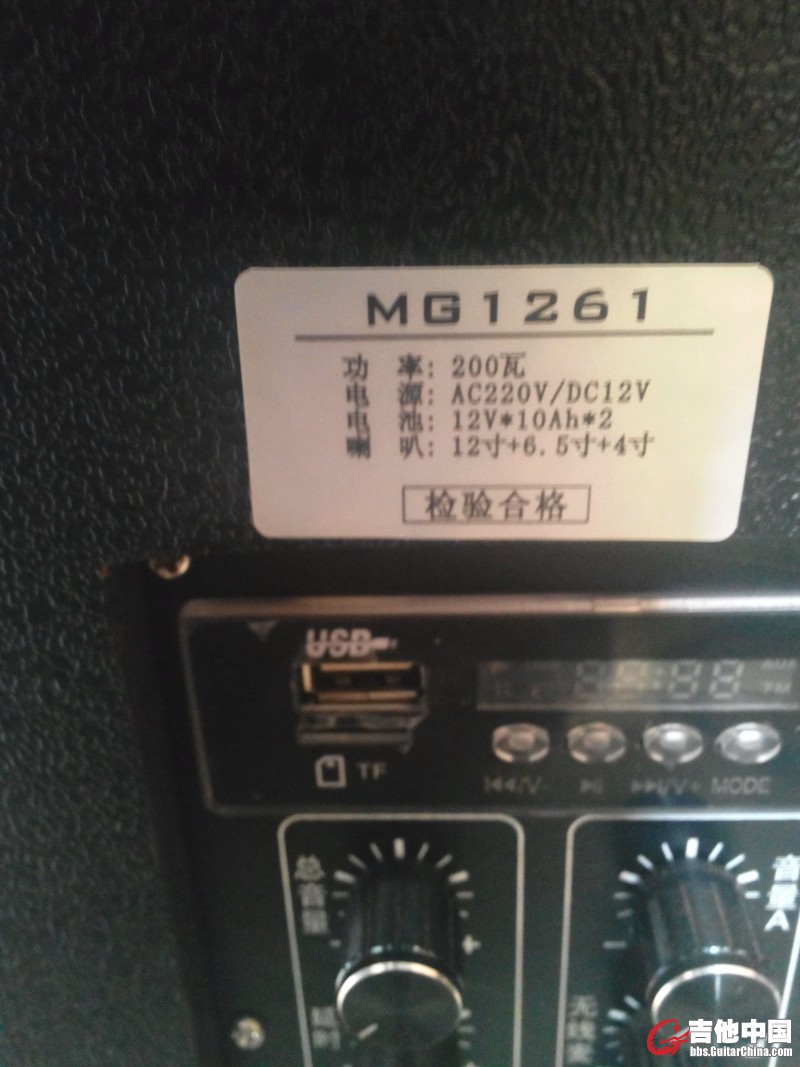 MG1261
功 率: 200瓦
电 源: AC220V/DC12V
电 池: 12V*10Ah*2
喇 叭: 12寸+6.5寸+4寸
检验合格
USB
TF
MODE
总音量
音量A
延时
吉他中国
bbs.GuitarChina.com